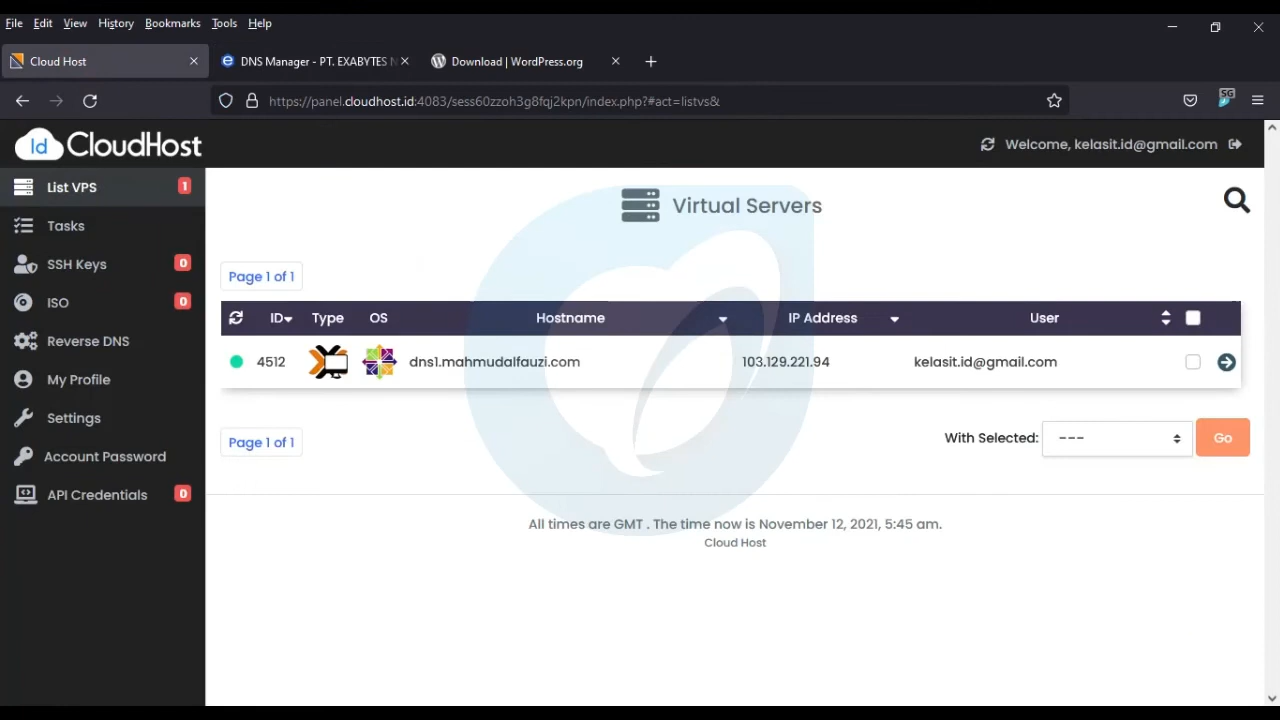 File Edit View History Bookmarks Tools Help
Cloud Host
DNS Manager - PT. EXABYTES N
Download | WordPress.org
https://panel.cloudhost.id:4083/sess60zzoh3g8fqj2kpn/index.php?#act=listvs&
SG
Id CloudHost
Welcome, kelasit.id@gmail.com
List VPS 1
Tasks
SSH Keys 0
ISO 0
Reverse DNS
My Profile
Settings
Account Password
API Credentials 0
Virtual Servers
Page 1 of 1
ID Type OS Hostname IP Address User
4512 dns1.mahmudalfauzi.com 103.129.221.94 kelasit.id@gmail.com
Page 1 of 1
With Selected: --- Go
All times are GMT . The time now is November 12, 2021, 5:45 am.
Cloud Host